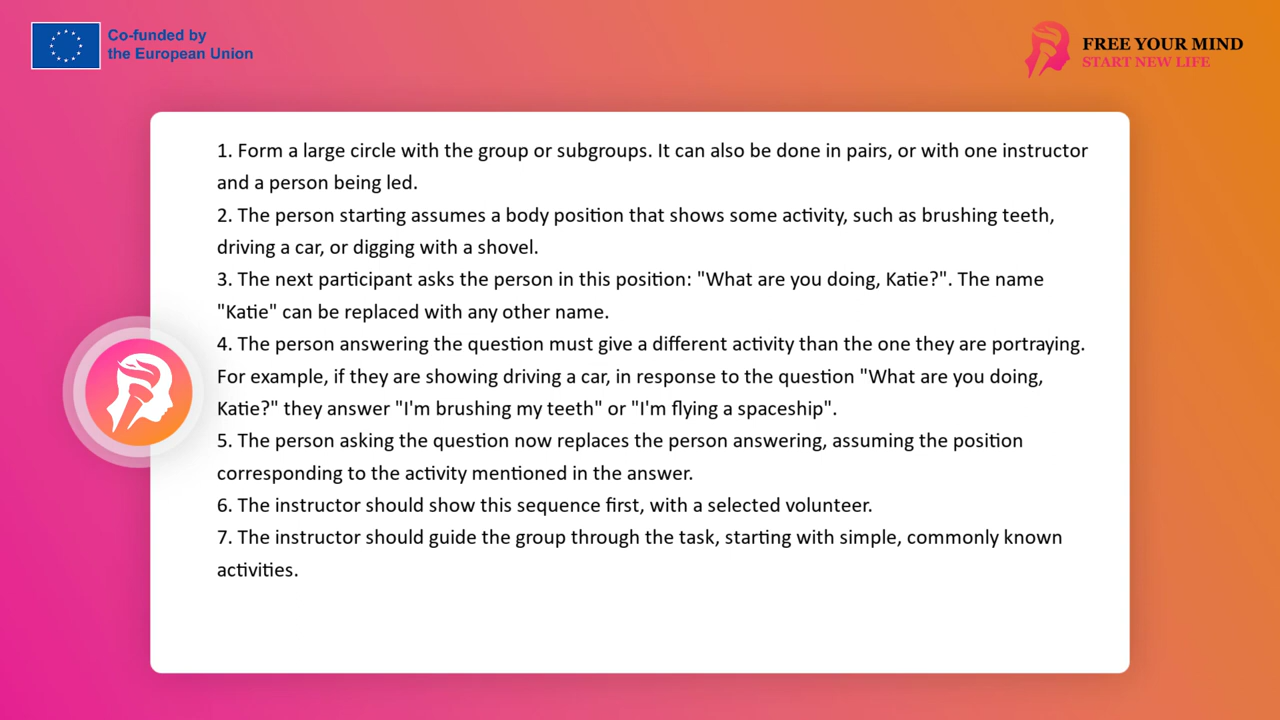 Co-funded by
the European Union
FREE YOUR MIND
START NEW LIFE
1. Form a large circle with the group or subgroups. It can also be done in pairs, or with one instructor
and a person being led.
2. The person starting assumes a body position that shows some activity, such as brushing teeth,
driving a car, or digging with a shovel.
3. The next participant asks the person in this position: "What are you doing, Katie?". The name
"Katie" can be replaced with any other name.
4. The person answering the question must give a different activity than the one they are portraying.
For example, if they are showing driving a car, in response to the question "What are you doing,
Katie?" they answer "I'm brushing my teeth" or "I'm flying a spaceship".
5. The person asking the question now replaces the person answering, assuming the position
corresponding to the activity mentioned in the answer.
6. The instructor should show this sequence first, with a selected volunteer.
7. The instructor should guide the group through the task, starting with simple, commonly known
activities.